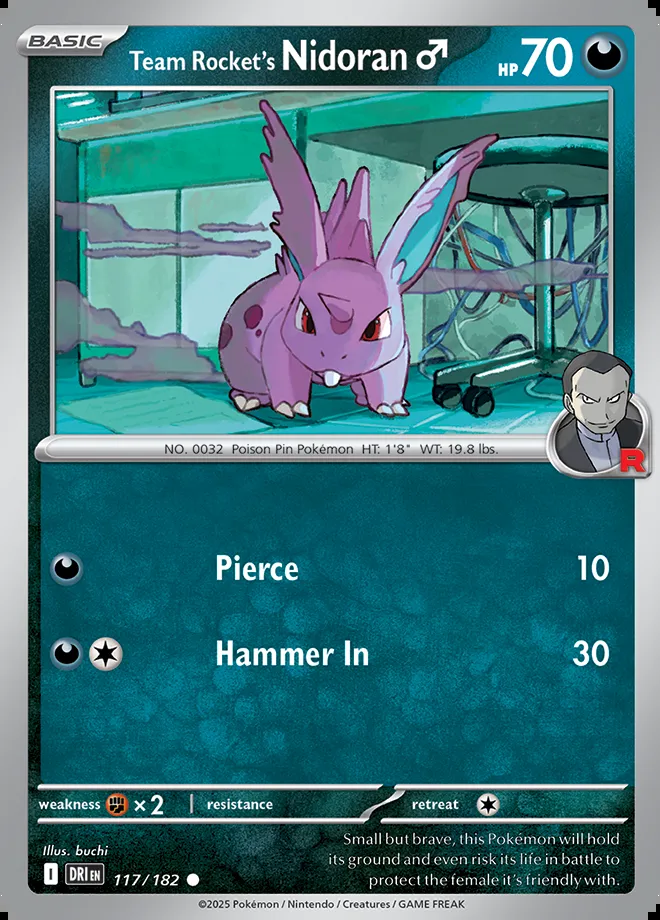 BASIC
Team Rocket's Nidoran ♂ HP 70
NO. 0032 Poison Pin Pokémon HT: 1'8" WT: 19.8 lbs.
R
Pierce 10
Hammer In 30
weakness × 2 resistance retreat
Illus. buchi
I DRI EN 117/182
Small but brave, this Pokémon will hold
its ground and even risk its life in battle to
protect the female it's friendly with.
©2025 Pokémon / Nintendo / Creatures / GAME FREAK